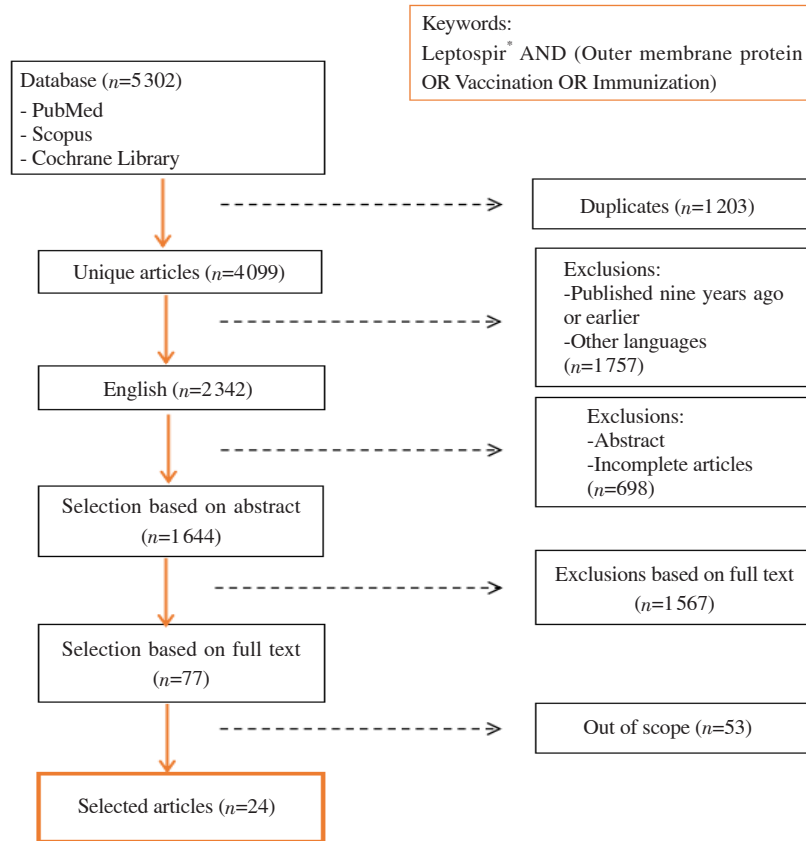 Keywords:
Leptospir* AND (Outer membrane protein
OR Vaccination OR Immunization)
Database (n=5302)
- PubMed
- Scopus
- Cochrane Library
Duplicates (n=1203)
Unique articles (n=4099)
Exclusions:
-Published nine years ago
or earlier
-Other languages
(n=1757)
English (n=2342)
Exclusions:
-Abstract
-Incomplete articles
(n=698)
Selection based on abstract
(n=1644)
Exclusions based on full text
(n=1567)
Selection based on full text
(n=77)
Out of scope (n=53)
Selected articles (n=24)